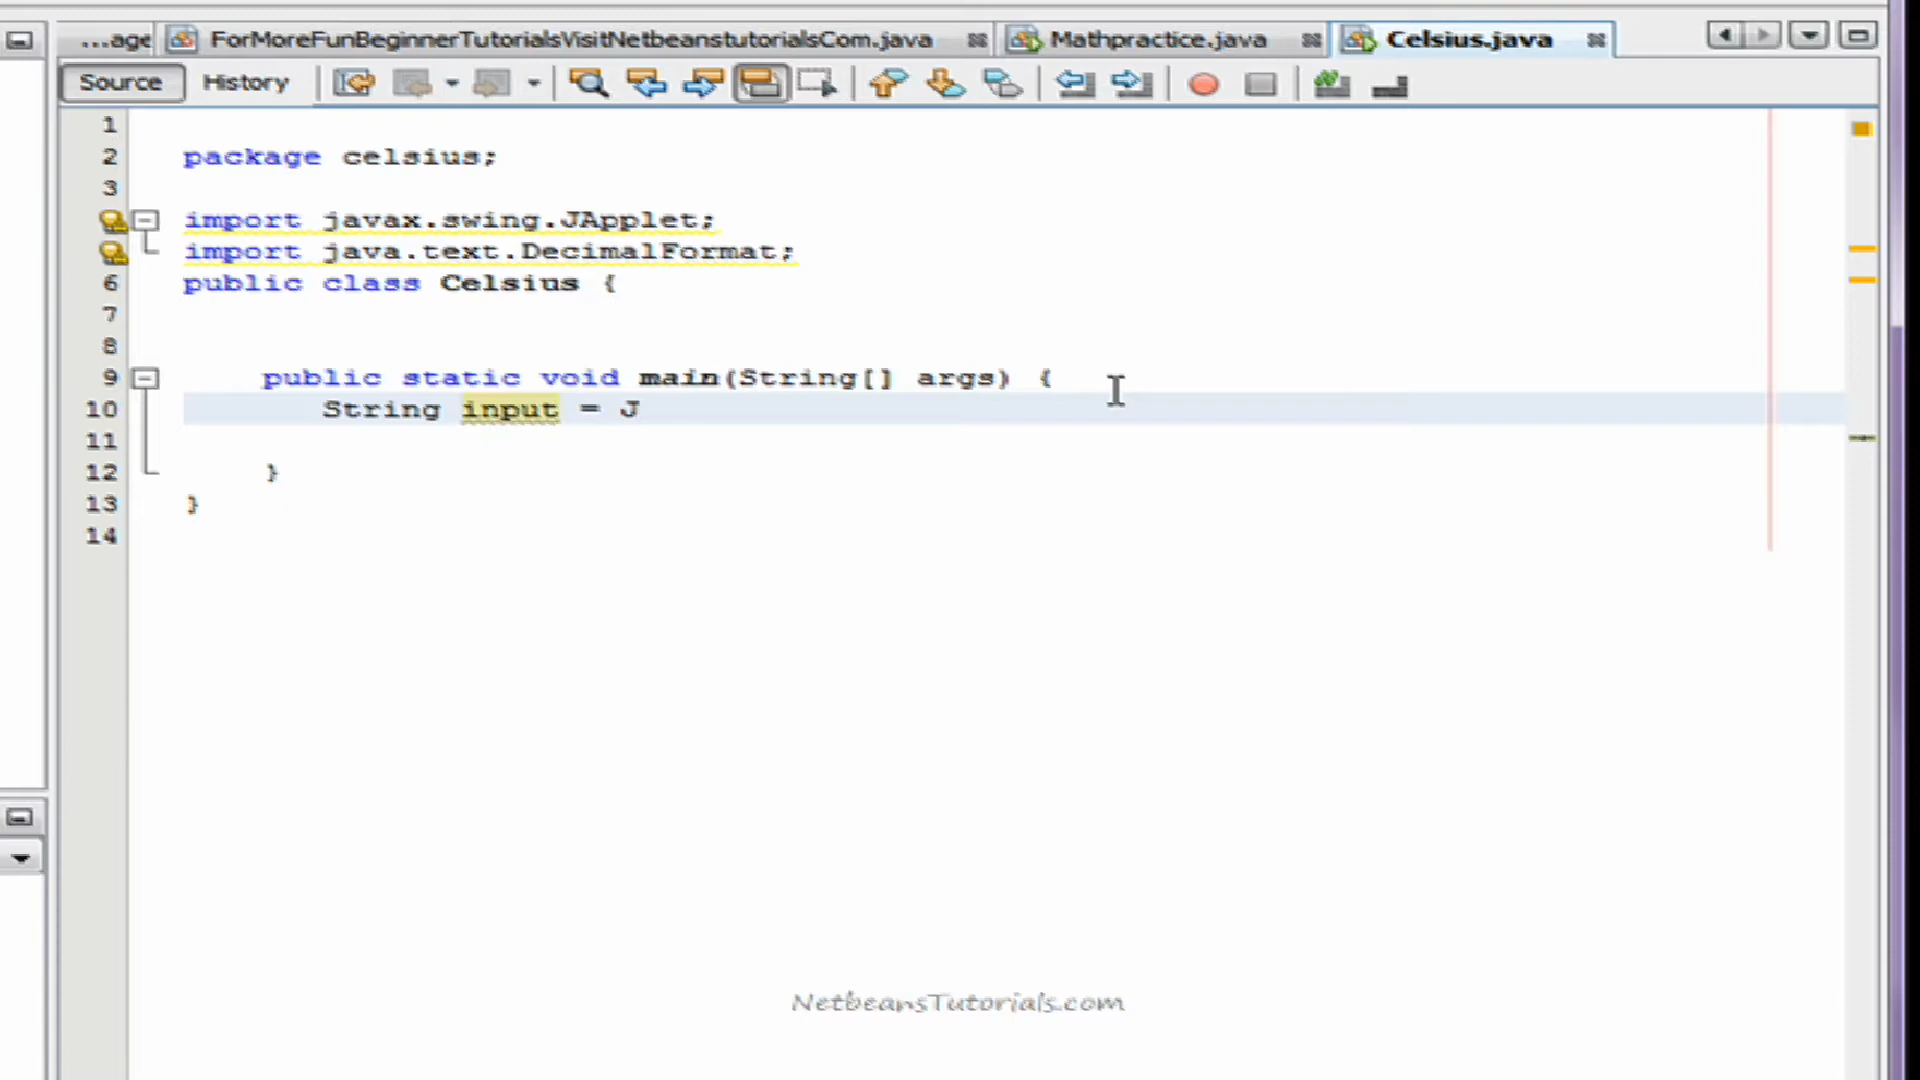 ...age ForMoreFunBeginnerTutorialsVisitNetbeanstutorialsCom.java Mathpractice.java Celsius.java
Source History
1
2 package celsius;
3
import javax.swing.JApplet;
import java.text.DecimalFormat;
6 public class Celsius {
7
8
9 public static void main(String[] args) {
10 String input = J
11
12 }
13 }
14
NetbeansTutorials.com